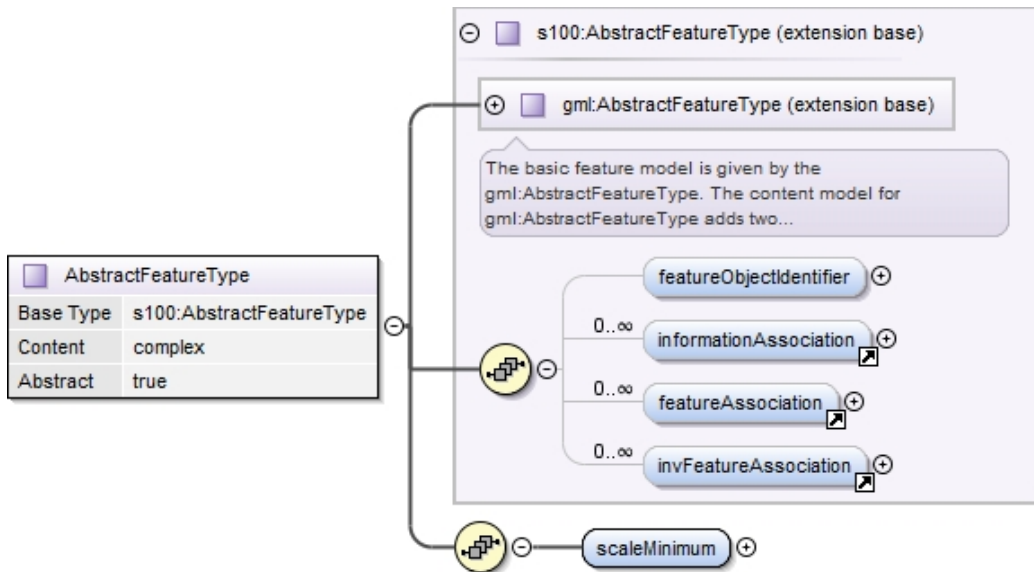 s100:AbstractFeatureType (extension base)
gml:AbstractFeatureType (extension base)
The basic feature model is given by the
gml:AbstractFeatureType. The content model for
gml:AbstractFeatureType adds two...
AbstractFeatureType
Base Type s100:AbstractFeatureType
Content complex
Abstract true
featureObjectIdentifier
0..∞
informationAssociation
0..∞
featureAssociation
0..∞
invFeatureAssociation
scaleMinimum